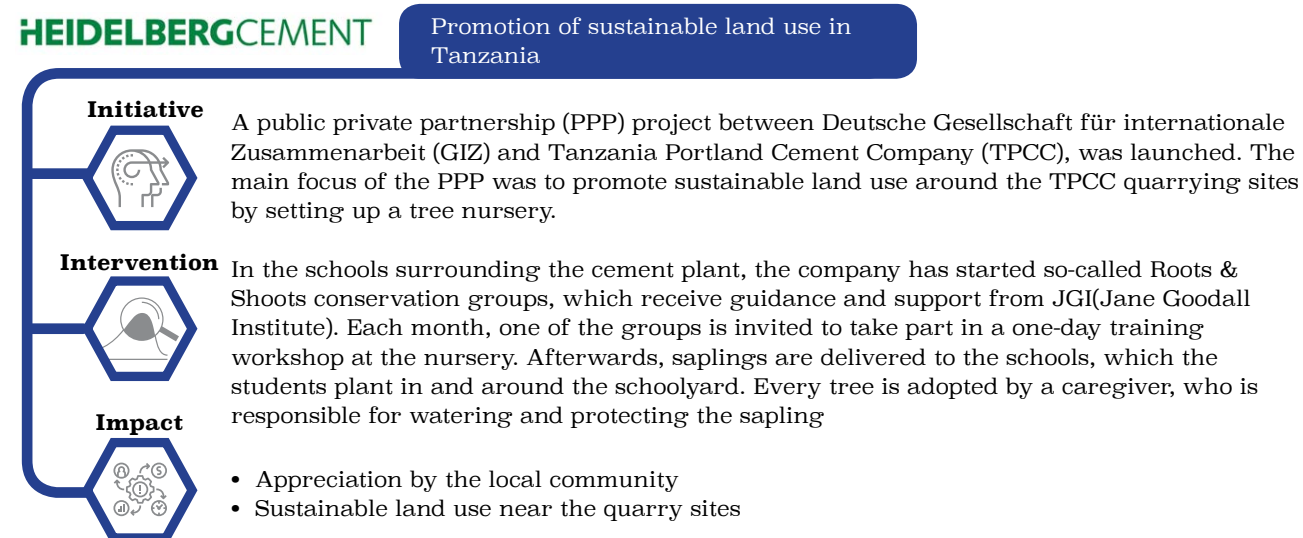 HEIDELBERGCEMENT
Promotion of sustainable land use in
Tanzania
Initiative
A public private partnership (PPP) project between Deutsche Gesellschaft für internationale
Zusammenarbeit (GIZ) and Tanzania Portland Cement Company (TPCC), was launched. The
main focus of the PPP was to promote sustainable land use around the TPCC quarrying sites
by setting up a tree nursery.
Intervention
In the schools surrounding the cement plant, the company has started so-called Roots &
Shoots conservation groups, which receive guidance and support from JGI(Jane Goodall
Institute). Each month, one of the groups is invited to take part in a one-day training
workshop at the nursery. Afterwards, saplings are delivered to the schools, which the
students plant in and around the schoolyard. Every tree is adopted by a caregiver, who is
responsible for watering and protecting the sapling
Impact
• Appreciation by the local community
• Sustainable land use near the quarry sites